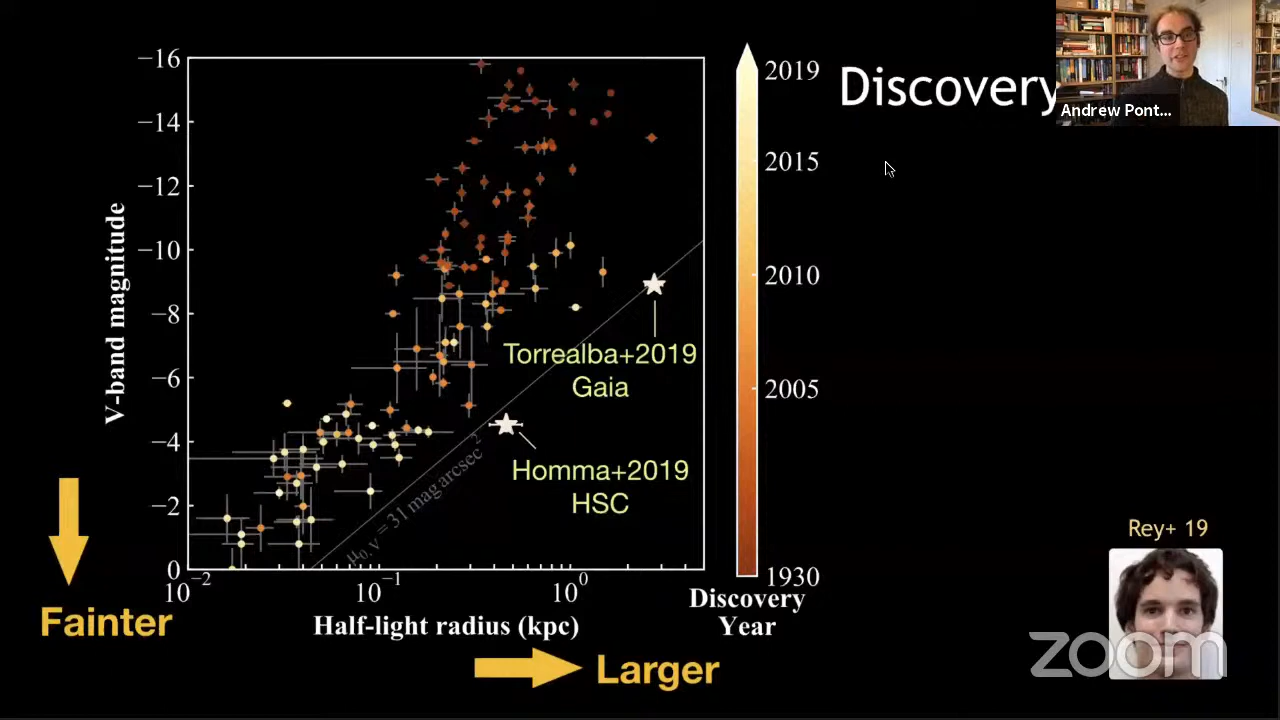 Discovery
Andrew Pont...
−16
−14
−12
−10
−8
−6
−4
−2
0
V-band magnitude
10−2
10−1
100
Half-light radius (kpc)
Torrealba+2019
Gaia
Homma+2019
HSC
μ0,V = 31 mag arcsec−2
2019
2015
2010
2005
1930
Discovery
Year
Fainter
Larger
Rey+ 19
zoom